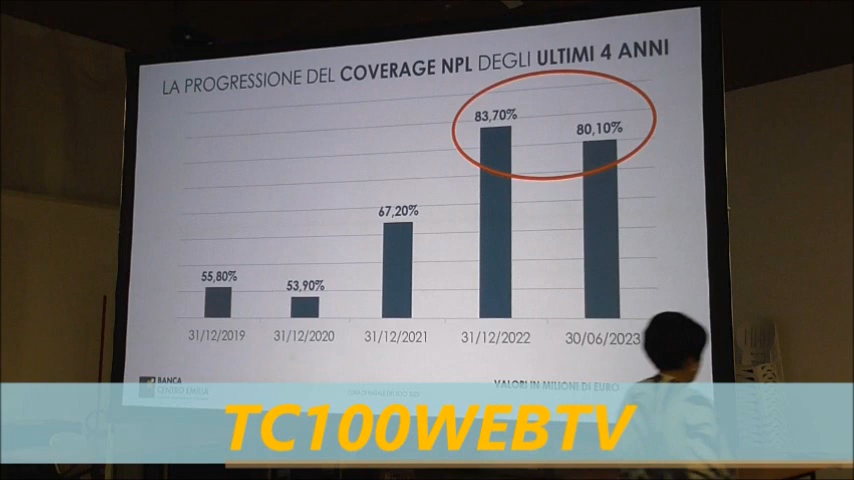 LA PROGRESSIONE DEL COVERAGE NPL DEGLI ULTIMI 4 ANNI
83,70%
80,10%
67,20%
55,80%
53,90%
31/12/2019 31/12/2020 31/12/2021 31/12/2022 30/06/2023
BANCA
CENTRO EMILIA
VALORI IN MILIONI DI EURO
TC100WEBTV